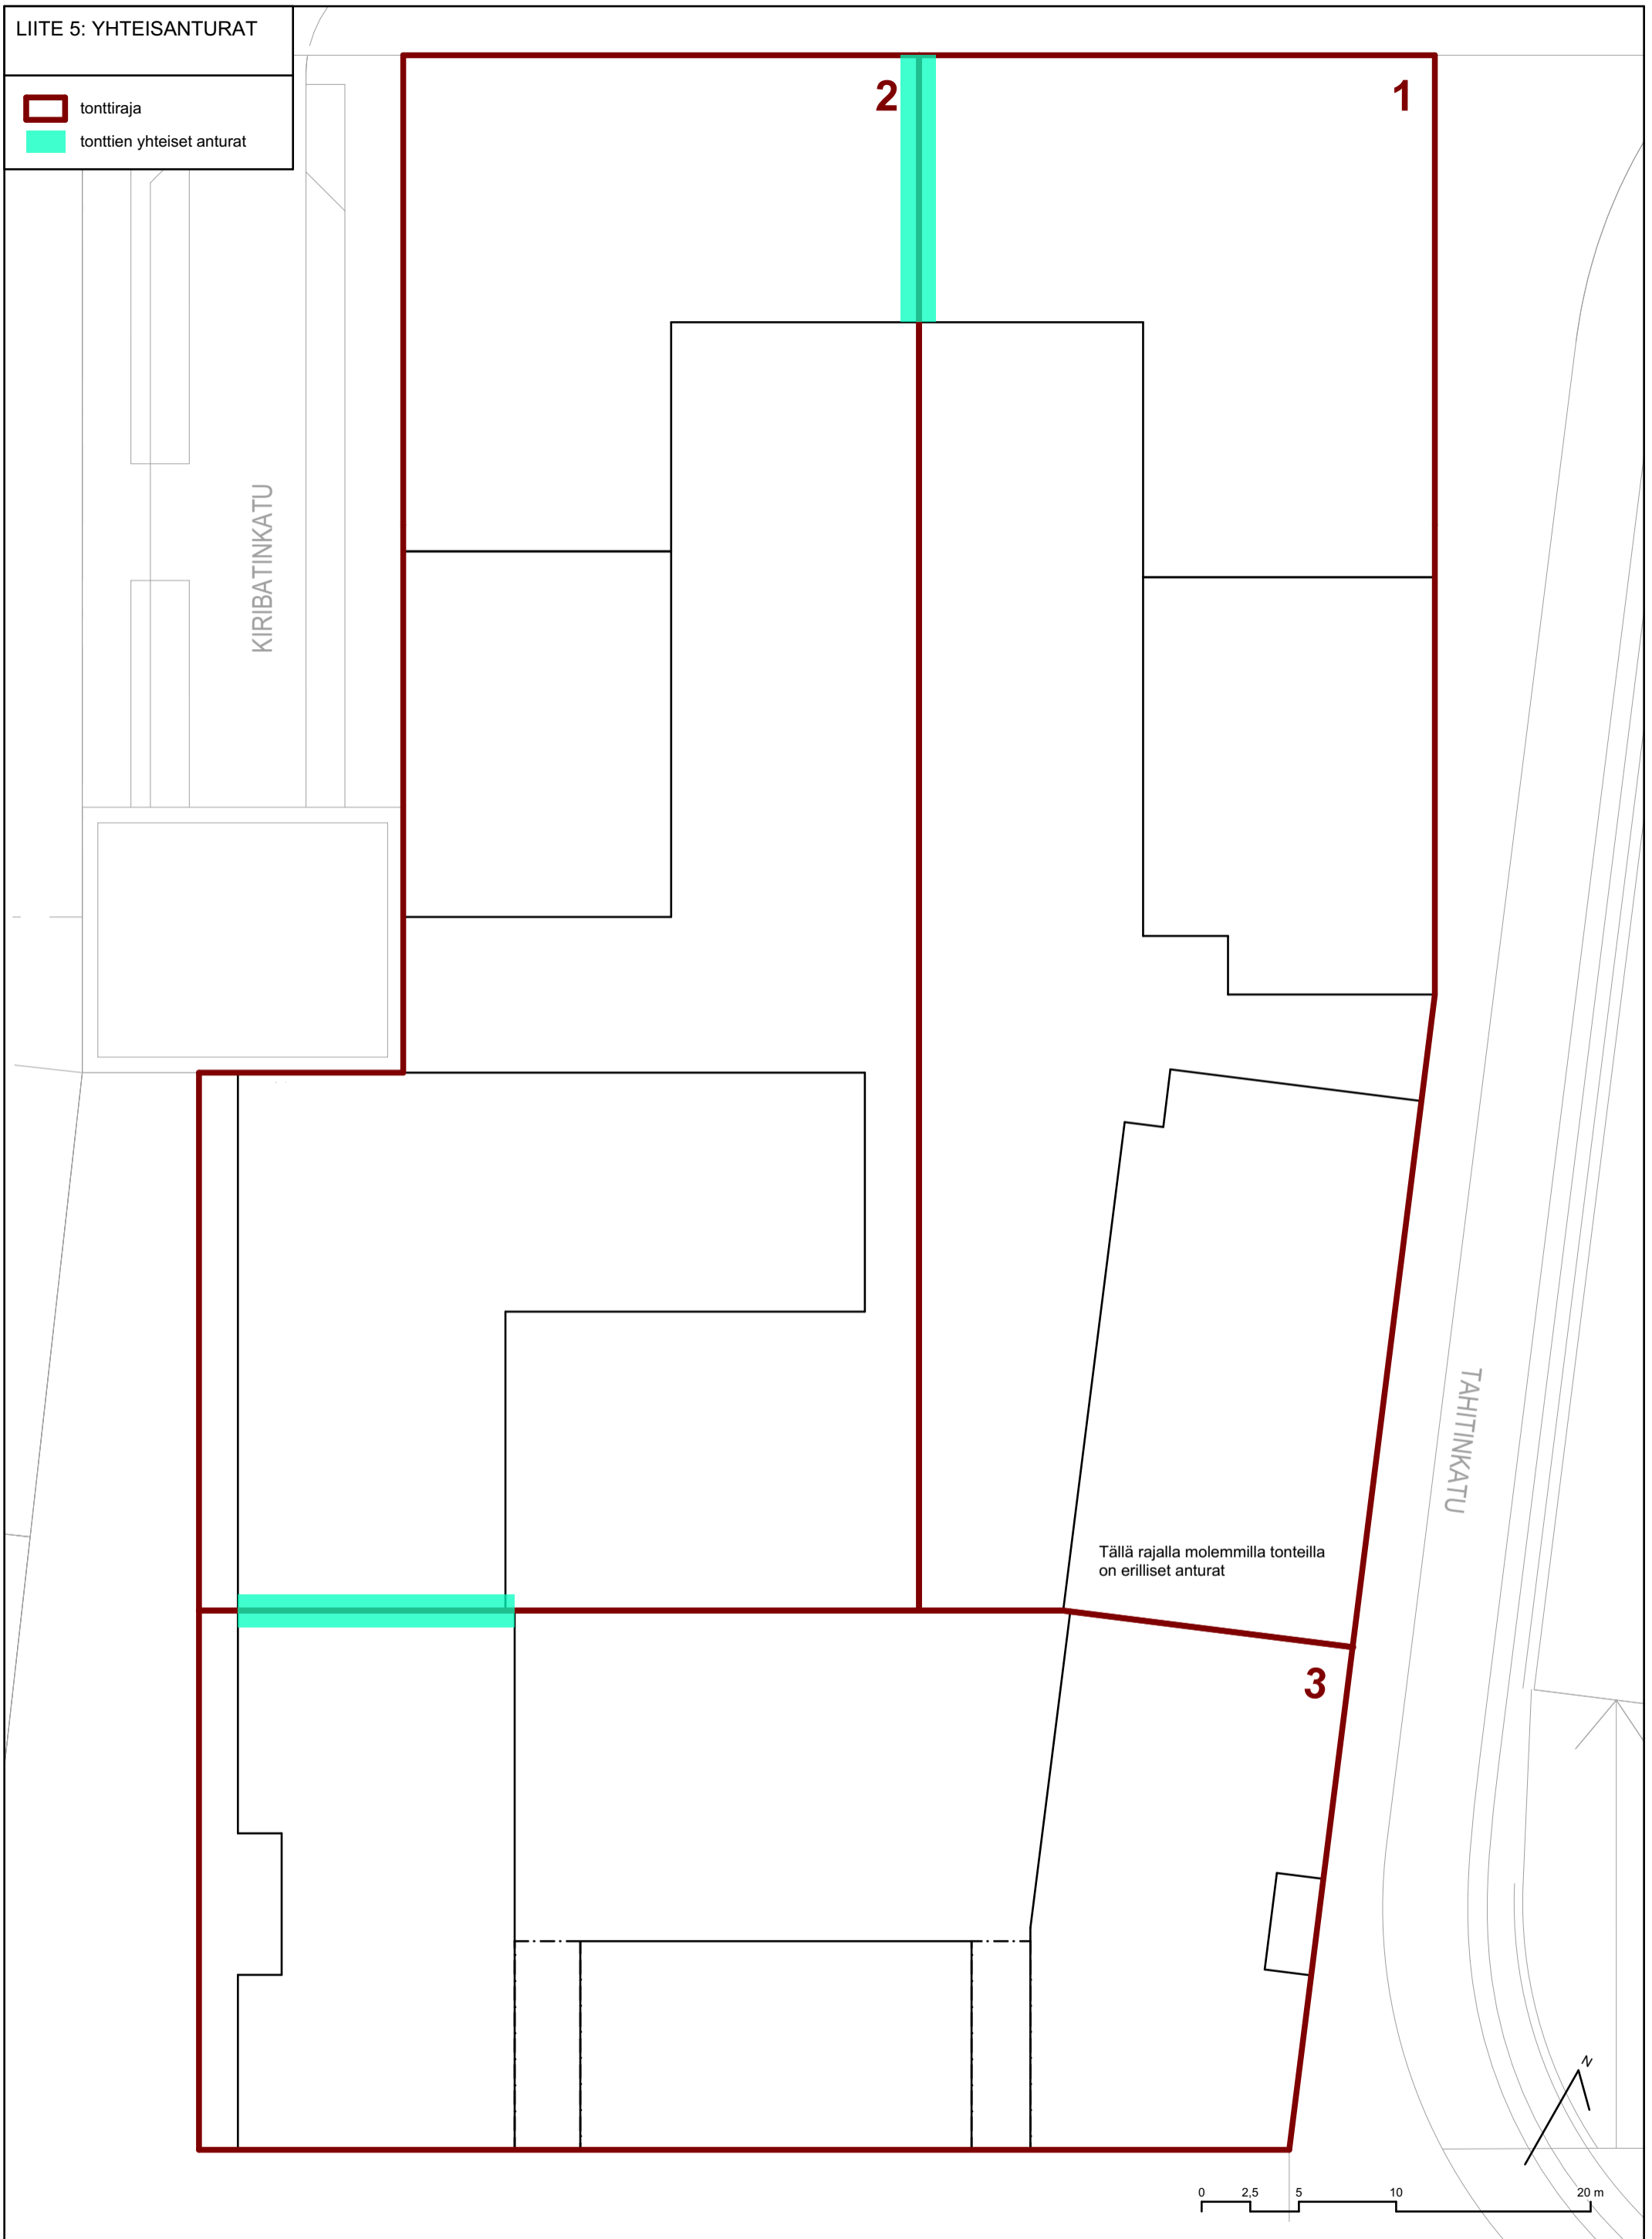 LIITE 5: YHTEISANTURAT
tonttiraja
tonttien yhteiset anturat
2
1
KIRIBATINKATU
TAHITINKATU
Tällä rajalla molemmilla tonteilla
on erilliset anturat
3
N
0 2,5 5 10 20 m